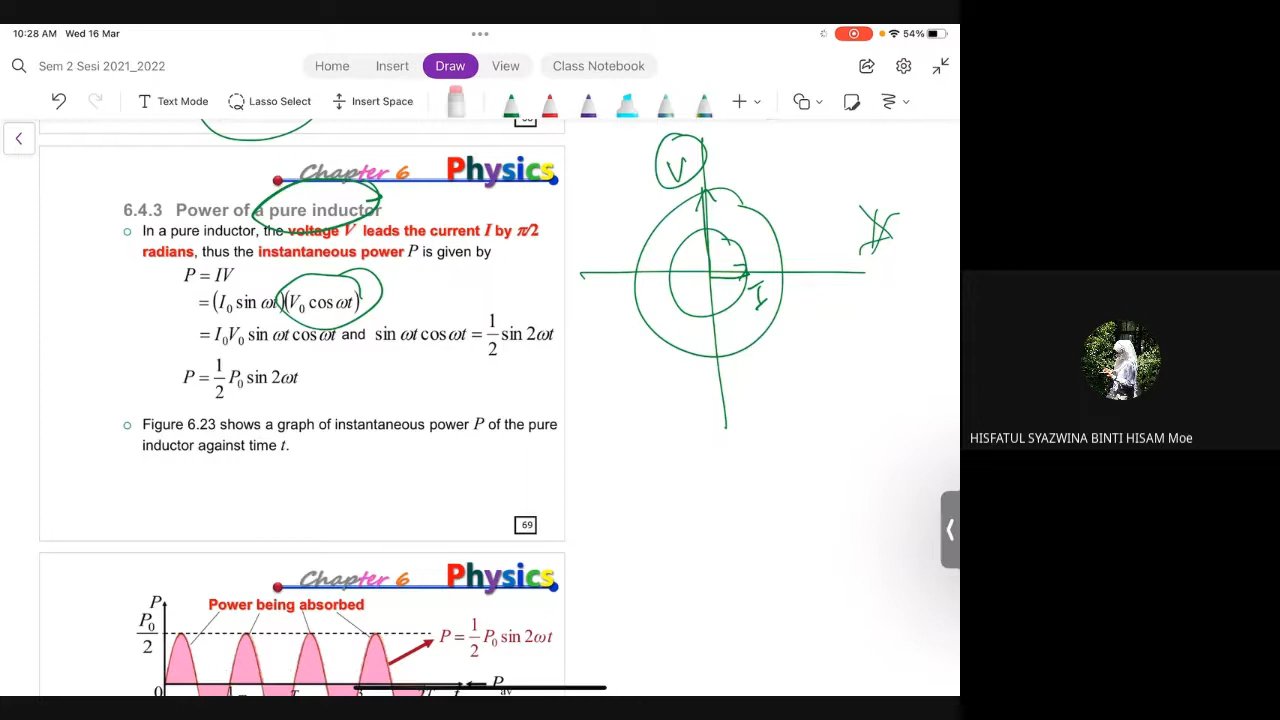 10:28 AM Wed 16 Mar
54%
Sem 2 Sesi 2021_2022
Home Insert Draw View Class Notebook
Text Mode Lasso Select Insert Space
Chapter 6 Physics
6.4.3 Power of a pure inductor
In a pure inductor, the voltage V leads the current I by π/2
radians, thus the instantaneous power P is given by
P = IV
= (I₀ sin ωt)(V₀ cos ωt)
= I₀V₀ sin ωt cos ωt and sin ωt cos ωt = 1/2 sin 2ωt
P = 1/2 P₀ sin 2ωt
Figure 6.23 shows a graph of instantaneous power P of the pure
inductor against time t.
69
V
I
Chapter 6 Physics
P
Power being absorbed
P₀/2
P = 1/2 P₀ sin 2ωt
0
HISFATUL SYAZWINA BINTI HISAM Moe